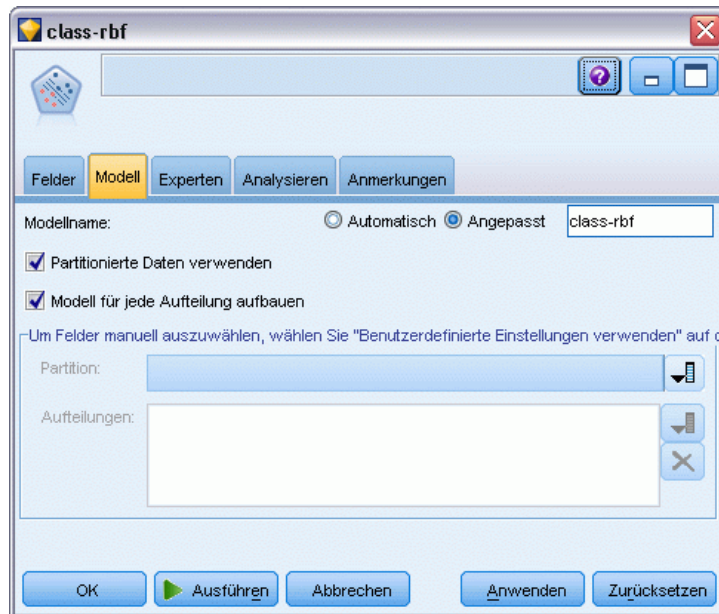 class-rbf
Felder Modell Experten Analysieren Anmerkungen
Modellname: Automatisch Angepasst class-rbf
Partitionierte Daten verwenden
Modell für jede Aufteilung aufbauen
Um Felder manuell auszuwählen, wählen Sie "Benutzerdefinierte Einstellungen verwenden" auf
Partition:
Aufteilungen:
OK Ausführen Abbrechen Anwenden Zurücksetzen